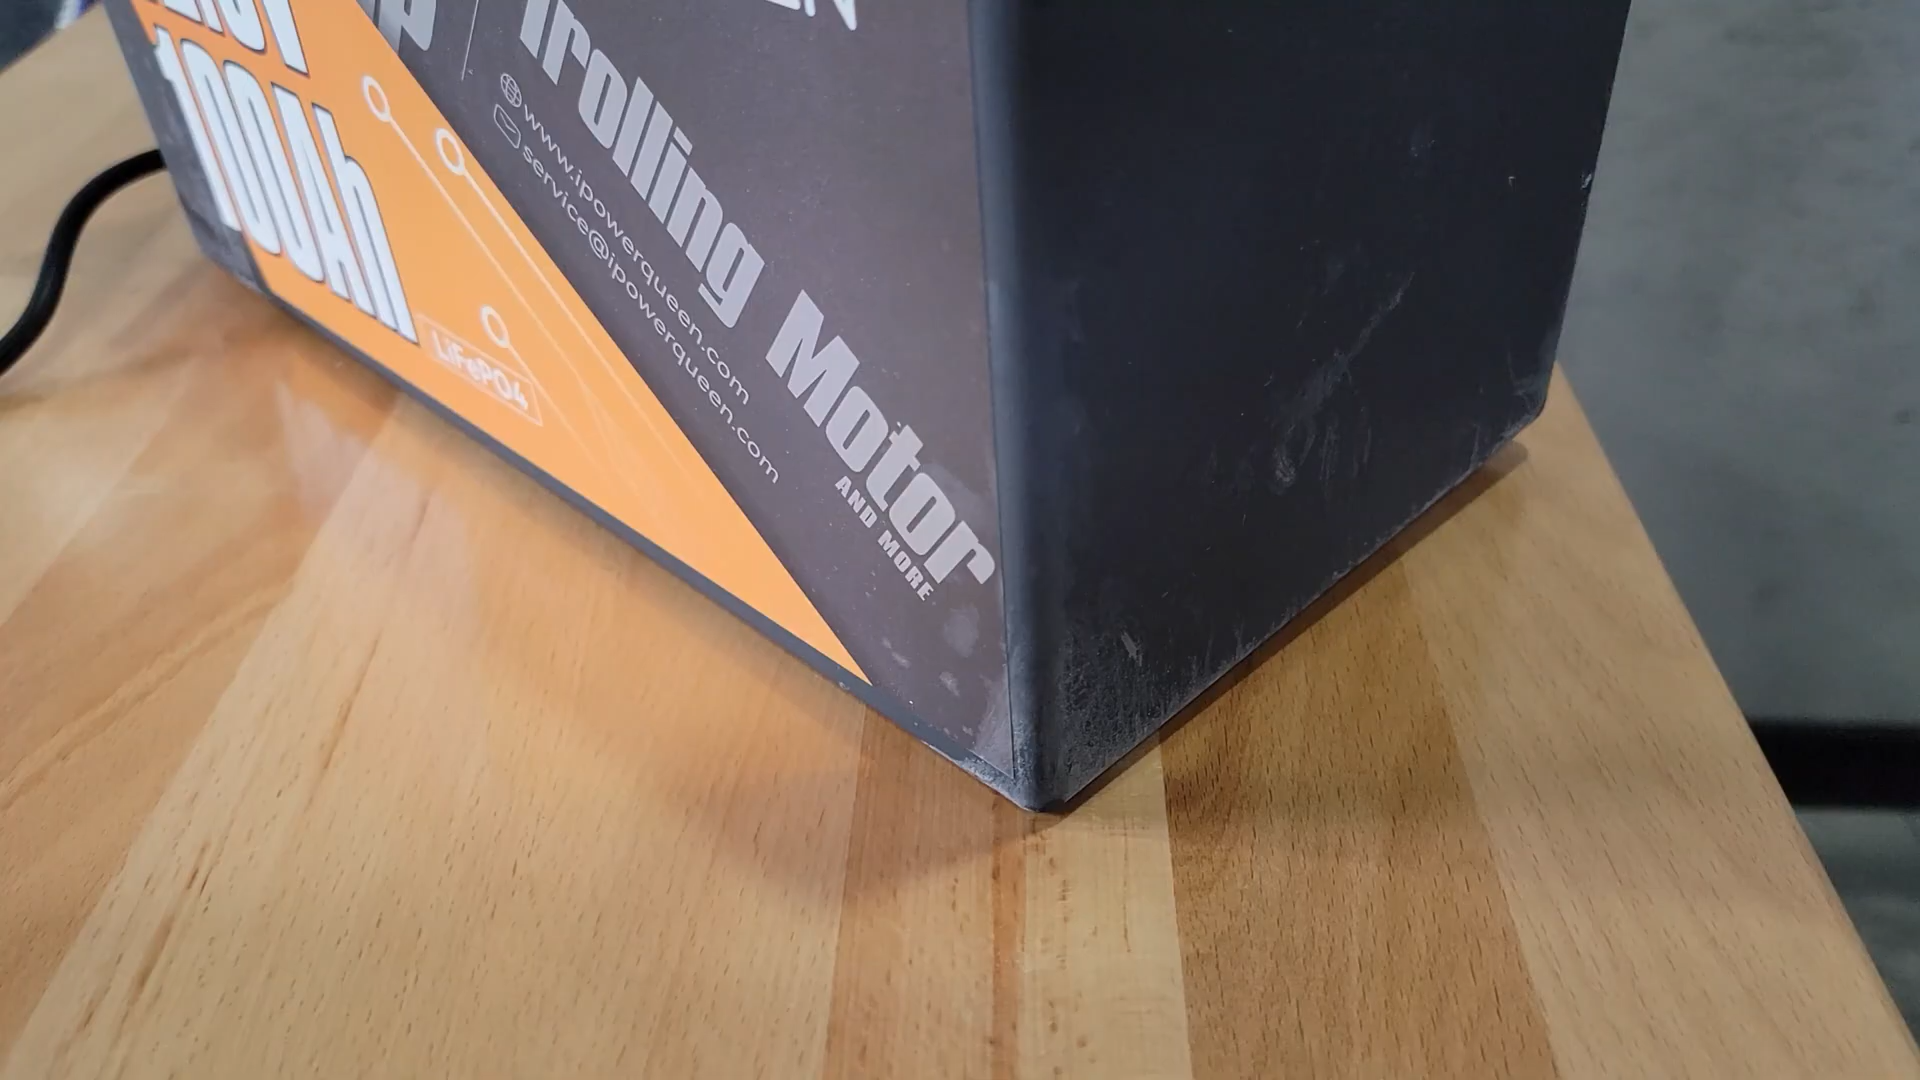 100Ah
LiFePO4
Trolling Motor
AND MORE
www.ipowerqueen.com
service@ipowerqueen.com